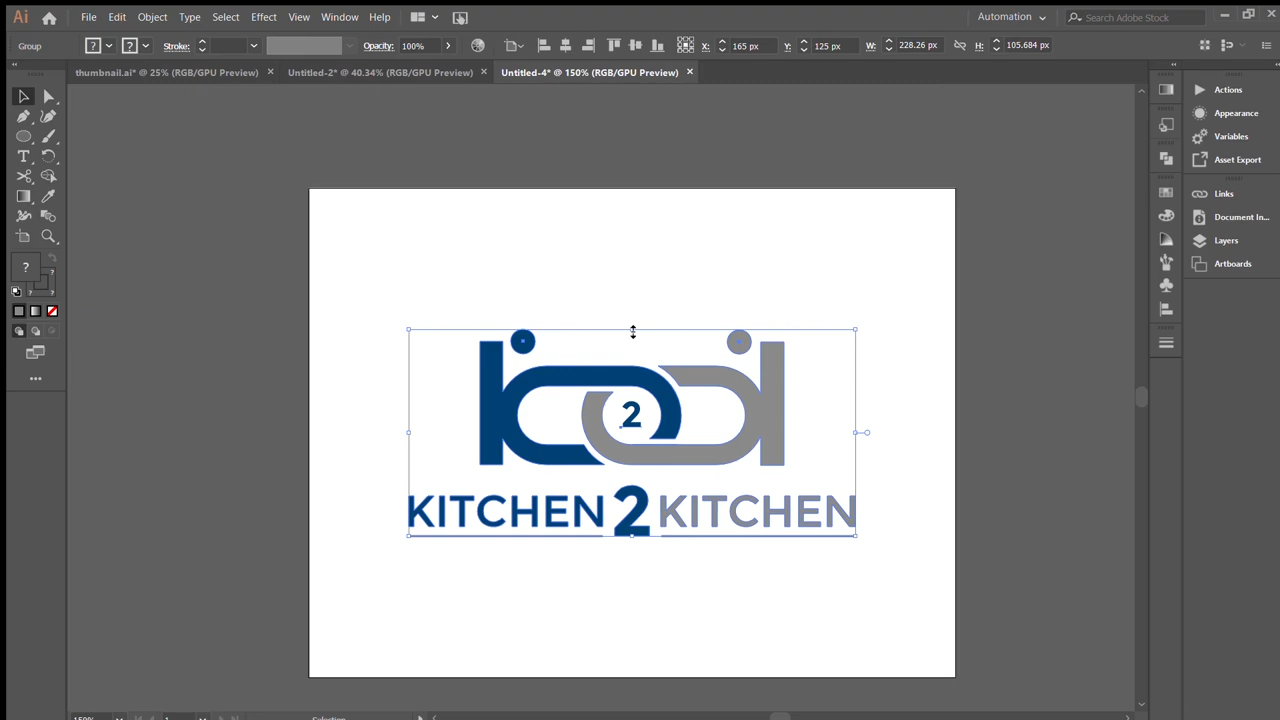 Ai File Edit Object Type Select Effect View Window Help Automation Search Adobe Stock
Group ? ? Stroke: Opacity: 100% X: 165 px Y: 125 px W: 228.26 px H: 105.684 px
thumbnail.ai* @ 25% (RGB/GPU Preview) × Untitled-2* @ 40.34% (RGB/GPU Preview) × Untitled-4* @ 150% (RGB/GPU Preview) ×
Actions
Appearance
Variables
Asset Export
Links
Document In...
Layers
Artboards
?
?
? ?
2
KITCHEN 2 KITCHEN
150% 1 Selection